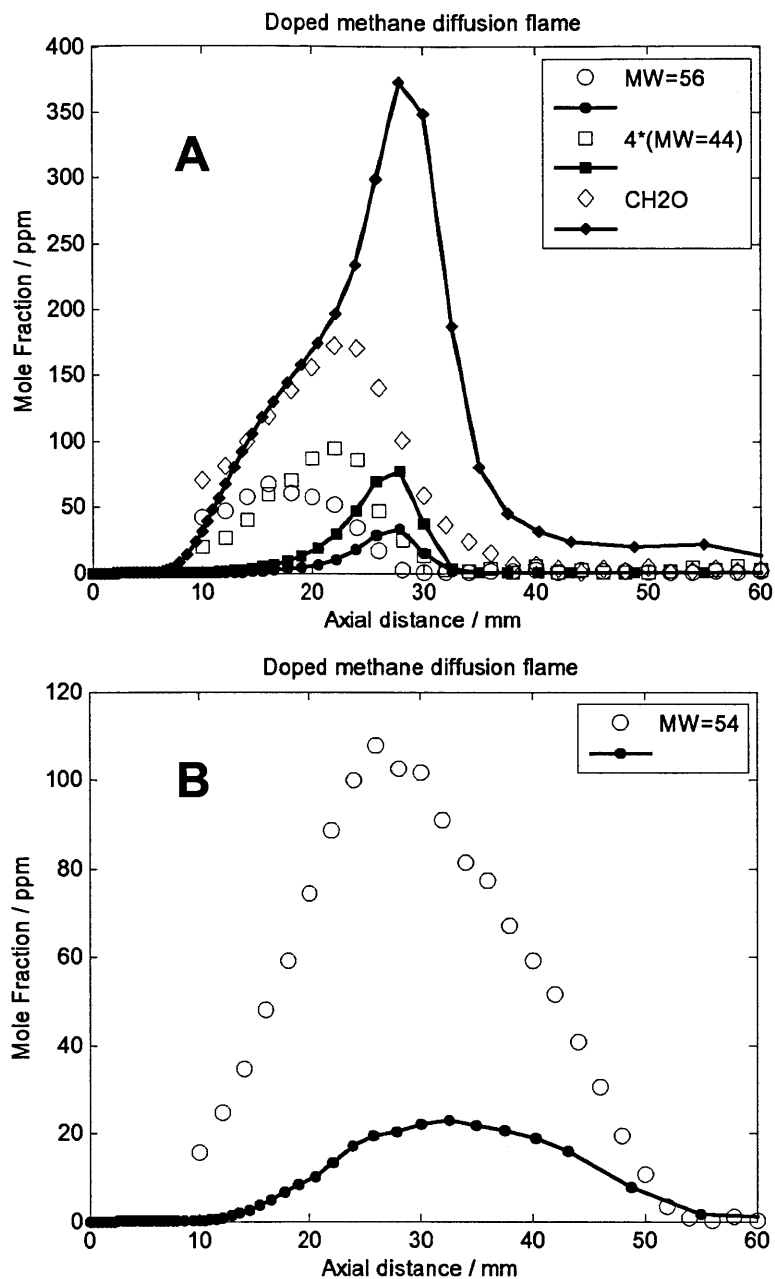 Doped methane diffusion flame
400
350
300
250
200
150
100
50
0
Mole Fraction / ppm
A
MW=56
4*(MW=44)
CH2O
0 10 20 30 40 50 60
Axial distance / mm
Doped methane diffusion flame
120
100
80
60
40
20
0
Mole Fraction / ppm
B
MW=54
0 10 20 30 40 50 60
Axial distance / mm